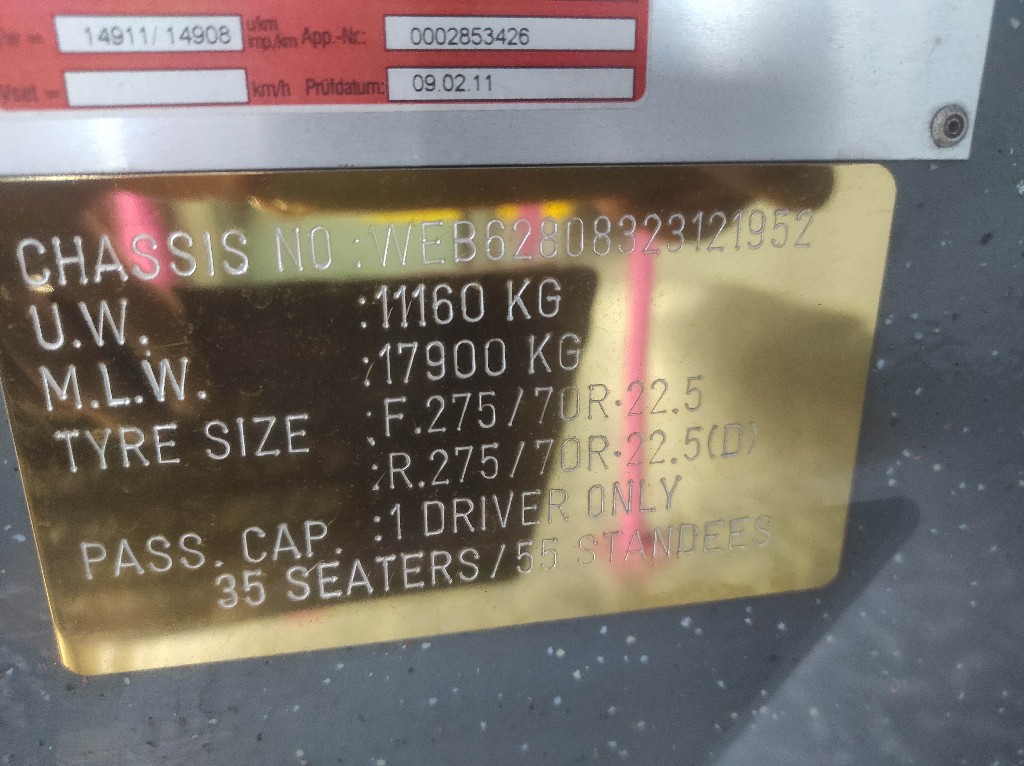 w = 14911/ 14908 u/km imp./km App.-Nr.: 0002853426
Vset = km/h Prüfdatum: 09.02.11
CHASSIS NO :WEB62808323121952
U.W. :11160 KG
M.L.W. :17900 KG
TYRE SIZE :F.275/70R·22.5
:R.275/70R·22.5(D)
PASS. CAP. :1 DRIVER ONLY
35 SEATERS/55 STANDEES